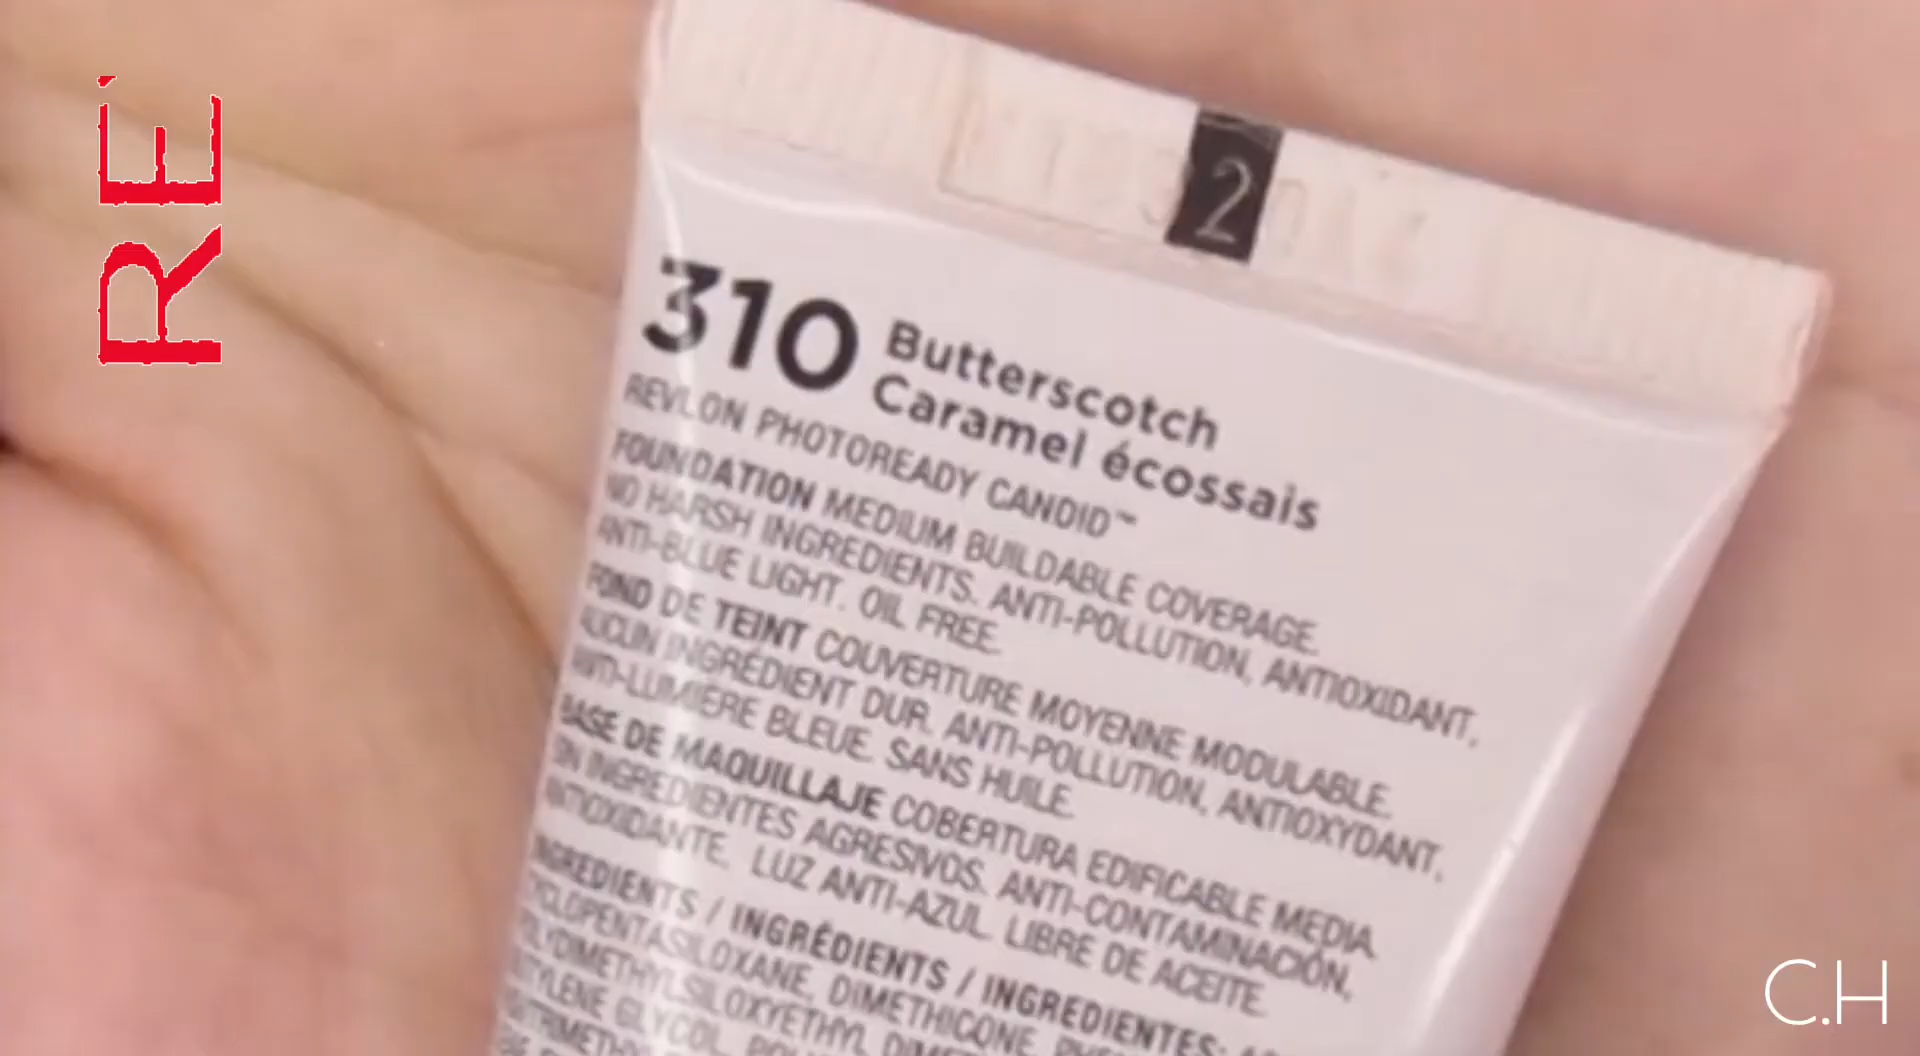 RE
2
310 Butterscotch
Caramel écossais
REVLON PHOTOREADY CANDID™
FOUNDATION MEDIUM BUILDABLE COVERAGE.
NO HARSH INGREDIENTS. ANTI-POLLUTION, ANTIOXIDANT,
ANTI-BLUE LIGHT. OIL FREE.
FOND DE TEINT COUVERTURE MOYENNE MODULABLE.
AUCUN INGRÉDIENT DUR. ANTI-POLLUTION, ANTIOXYDANT,
ANTI-LUMIÈRE BLEUE. SANS HUILE.
BASE DE MAQUILLAJE COBERTURA EDIFICABLE MEDIA.
SIN INGREDIENTES AGRESIVOS. ANTI-CONTAMINACIÓN,
ANTIOXIDANTE, LUZ ANTI-AZUL. LIBRE DE ACEITE.
INGREDIENTS / INGRÉDIENTS / INGREDIENTES:
CYCLOPENTASILOXANE, DIMETHICONE,
GLYCOL,
C.H